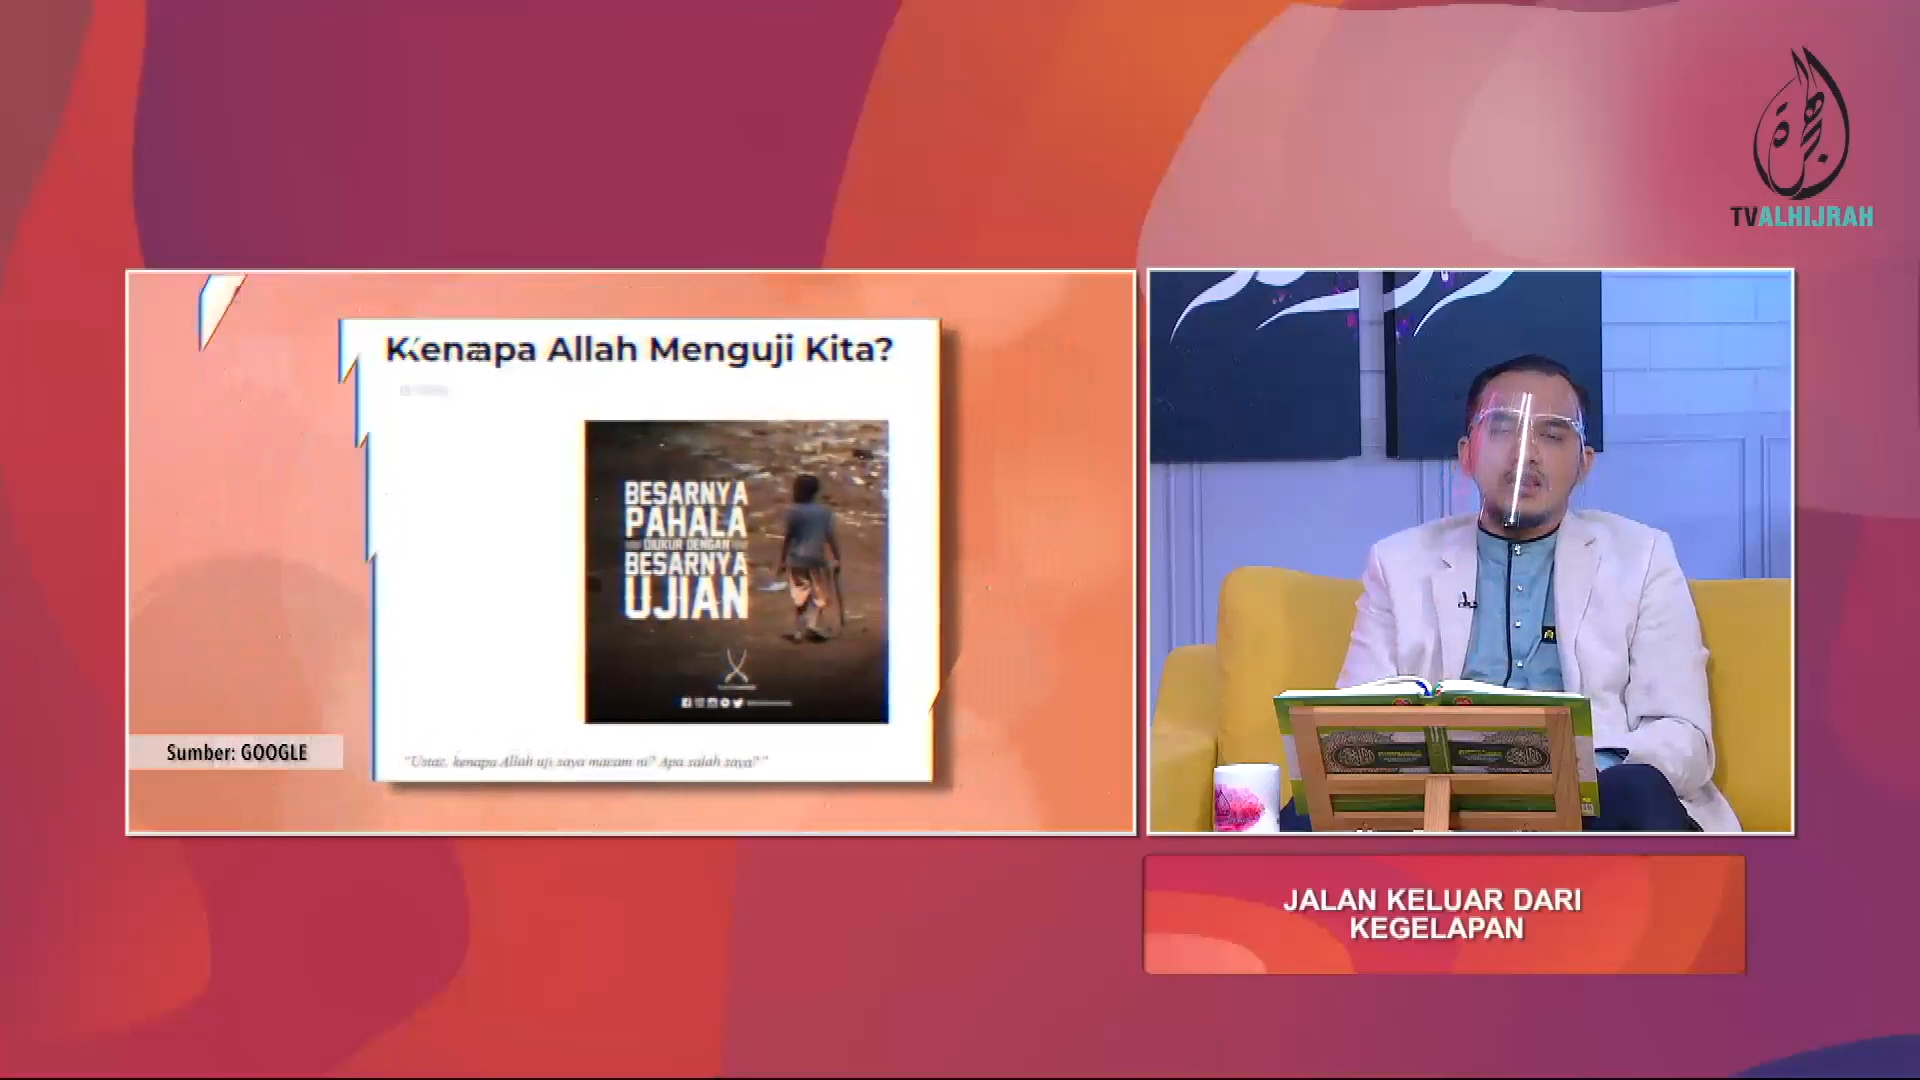 هجرة
TVALHIJRAH
Kenapa Allah Menguji Kita?
BESARNYA
PAHALA
DIUKUR DENGAN
BESARNYA
UJIAN
"Ustaz, kenapa Allah uji saya macam ni? Apa salah saya?"
Sumber: GOOGLE
JALAN KELUAR DARI
KEGELAPAN